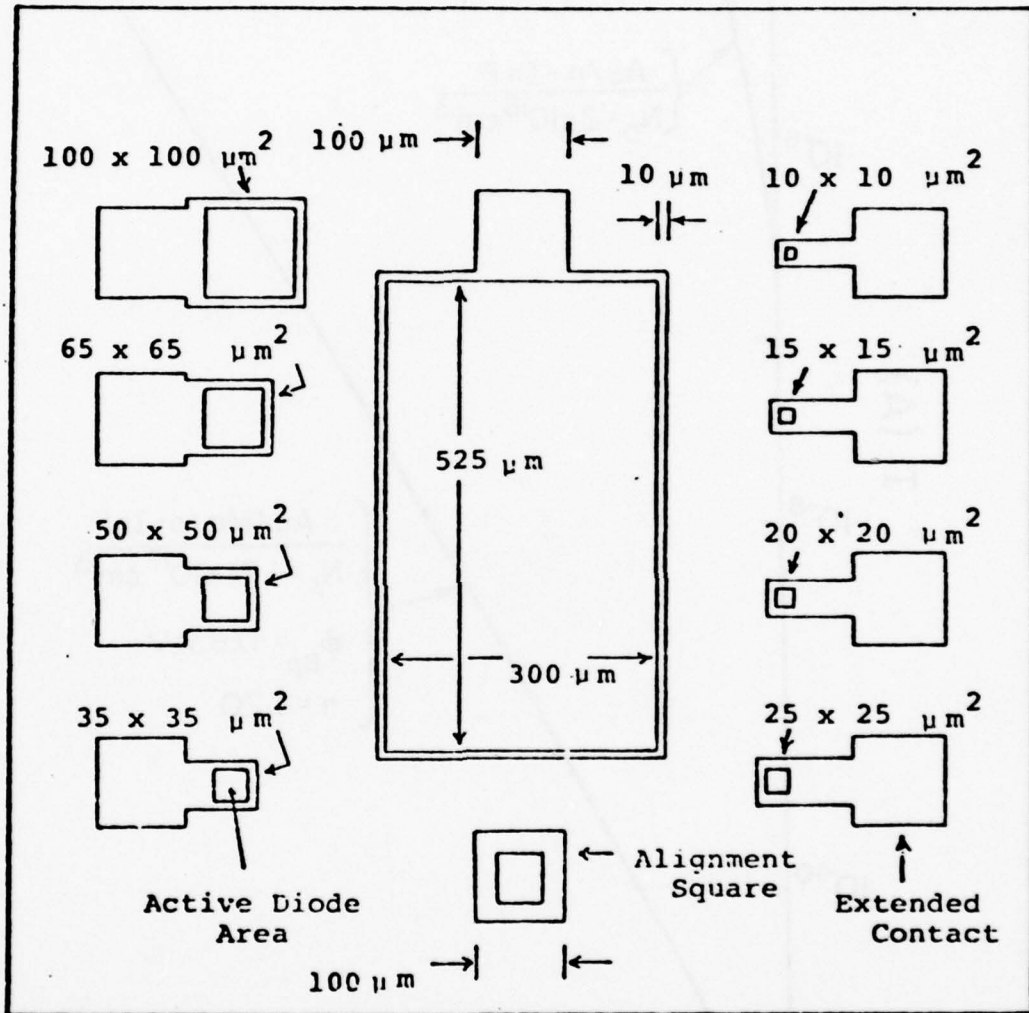 100 x 100 μm²
100 μm
10 μm
10 x 10 μm²
65 x 65 μm²
15 x 15 μm²
525 μm
50 x 50 μm²
20 x 20 μm²
300 μm
35 x 35 μm²
25 x 25 μm²
Alignment
Square
Active Diode
Area
Extended
Contact
100 μm